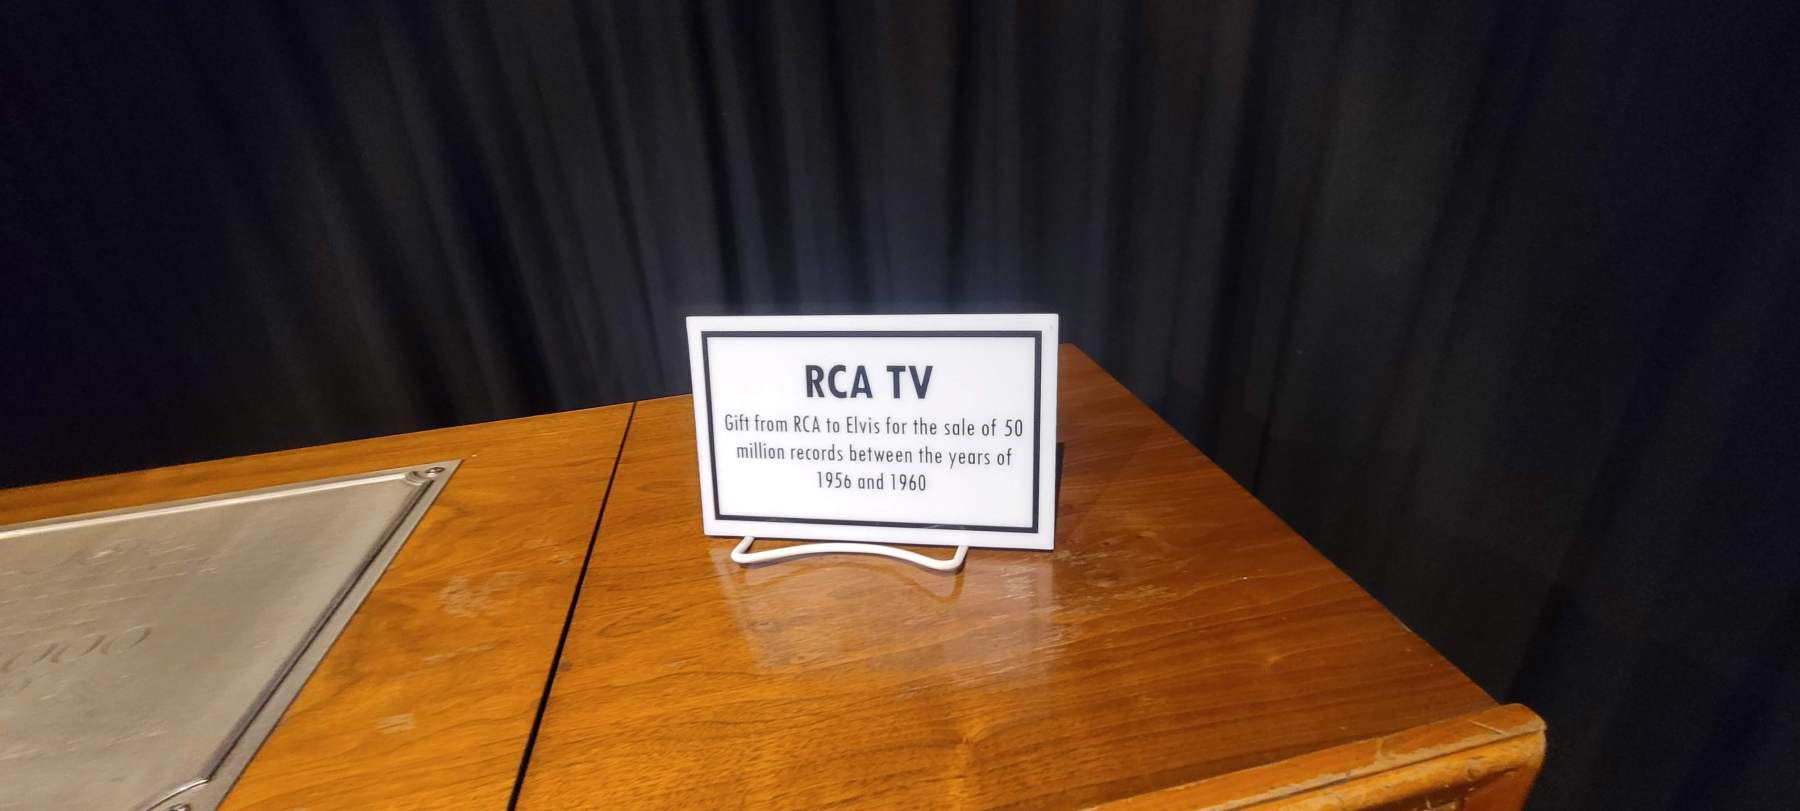 RCA TV
Gift from RCA to Elvis for the sale of 50
million records between the years of
1956 and 1960